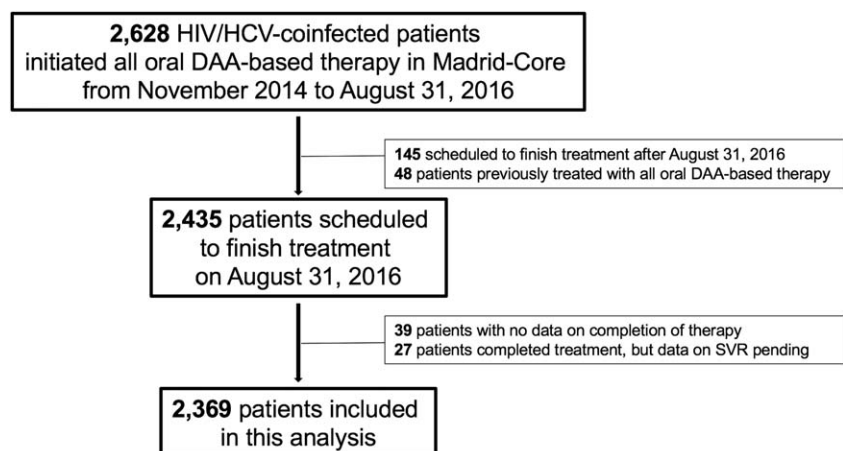 2,628 HIV/HCV-coinfected patients
initiated all oral DAA-based therapy in Madrid-Core
from November 2014 to August 31, 2016
145 scheduled to finish treatment after August 31, 2016
48 patients previously treated with all oral DAA-based therapy
2,435 patients scheduled
to finish treatment
on August 31, 2016
39 patients with no data on completion of therapy
27 patients completed treatment, but data on SVR pending
2,369 patients included
in this analysis